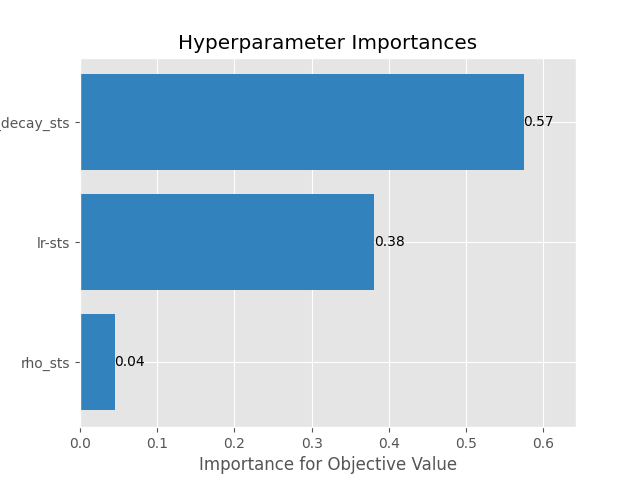 Hyperparameter Importances
_decay_sts
0.57
lr-sts
0.38
rho_sts
0.04
0.0 0.1 0.2 0.3 0.4 0.5 0.6
Importance for Objective Value